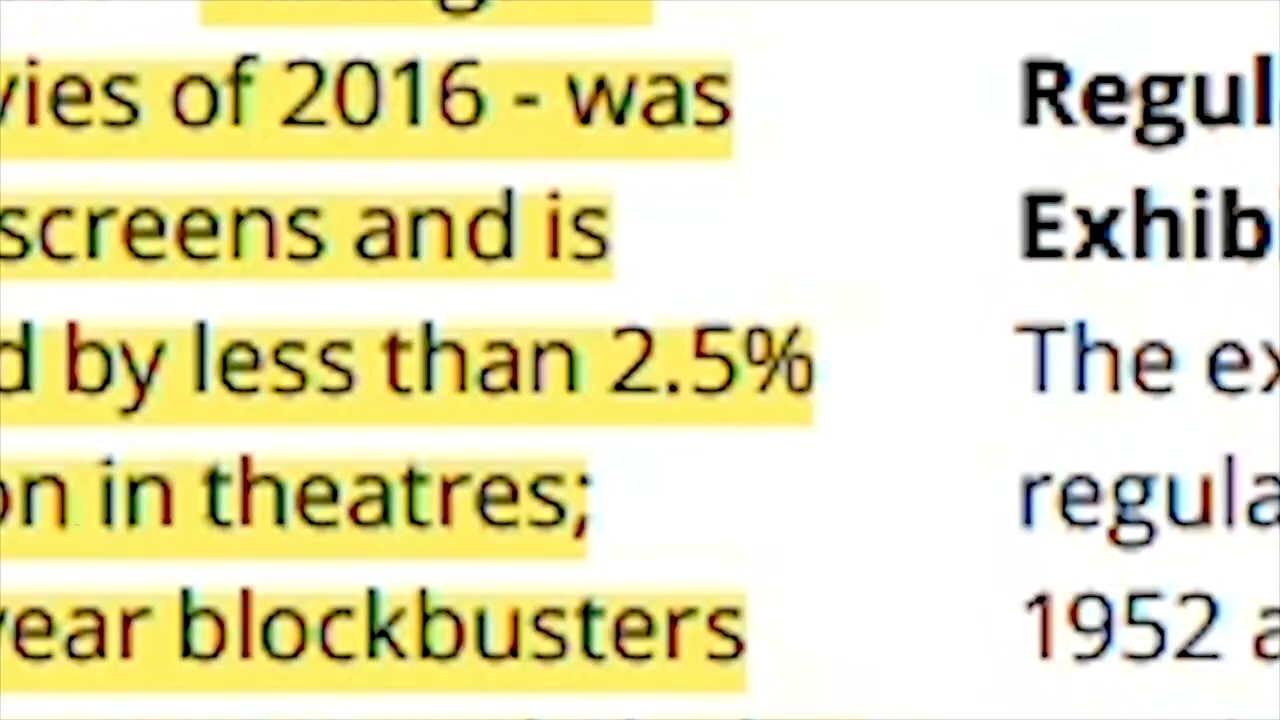 vies of 2016 - was
screens and is
d by less than 2.5%
on in theatres;
year blockbusters
Regul
Exhib
The ex
regula
1952 a